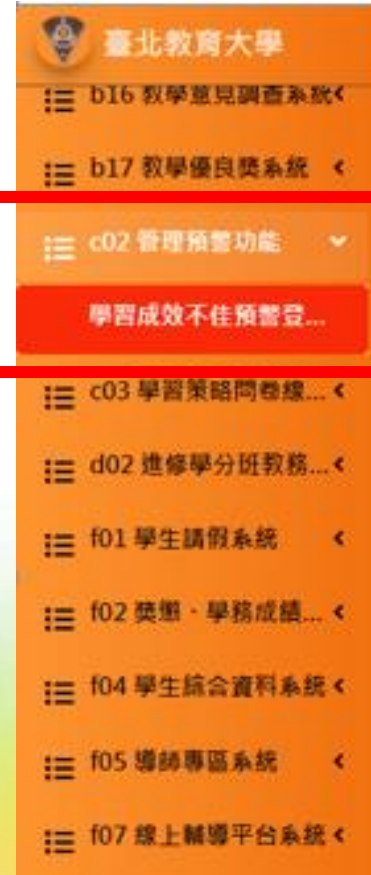 臺北教育大學
b16 教學意見調查系統
b17 教學優良獎系統
c02 管理預警功能
學習成效不佳預警登...
c03 學習策略問卷線...
d02 進修學分班教務...
f01 學生請假系統
f02 獎懲、學務成績...
f04 學生綜合資料系統
f05 導師專區系統
f07 線上輔導平台系統